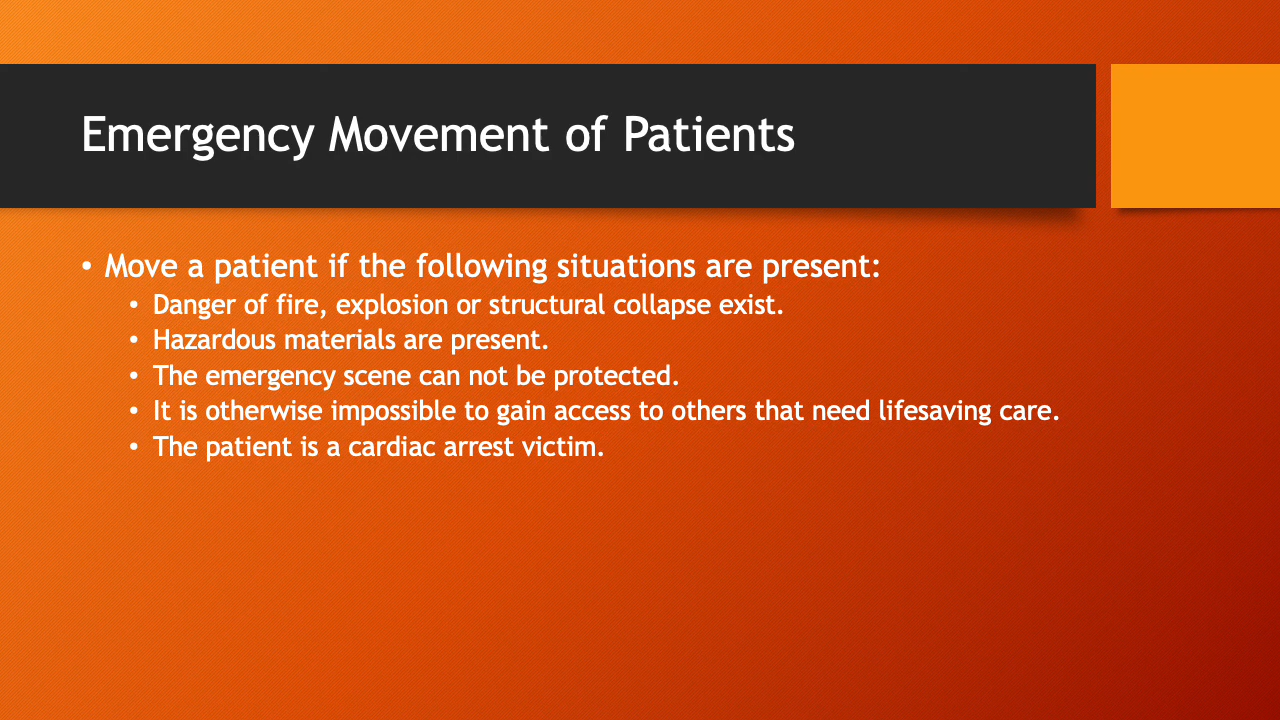 Emergency Movement of Patients
• Move a patient if the following situations are present:
• Danger of fire, explosion or structural collapse exist.
• Hazardous materials are present.
• The emergency scene can not be protected.
• It is otherwise impossible to gain access to others that need lifesaving care.
• The patient is a cardiac arrest victim.